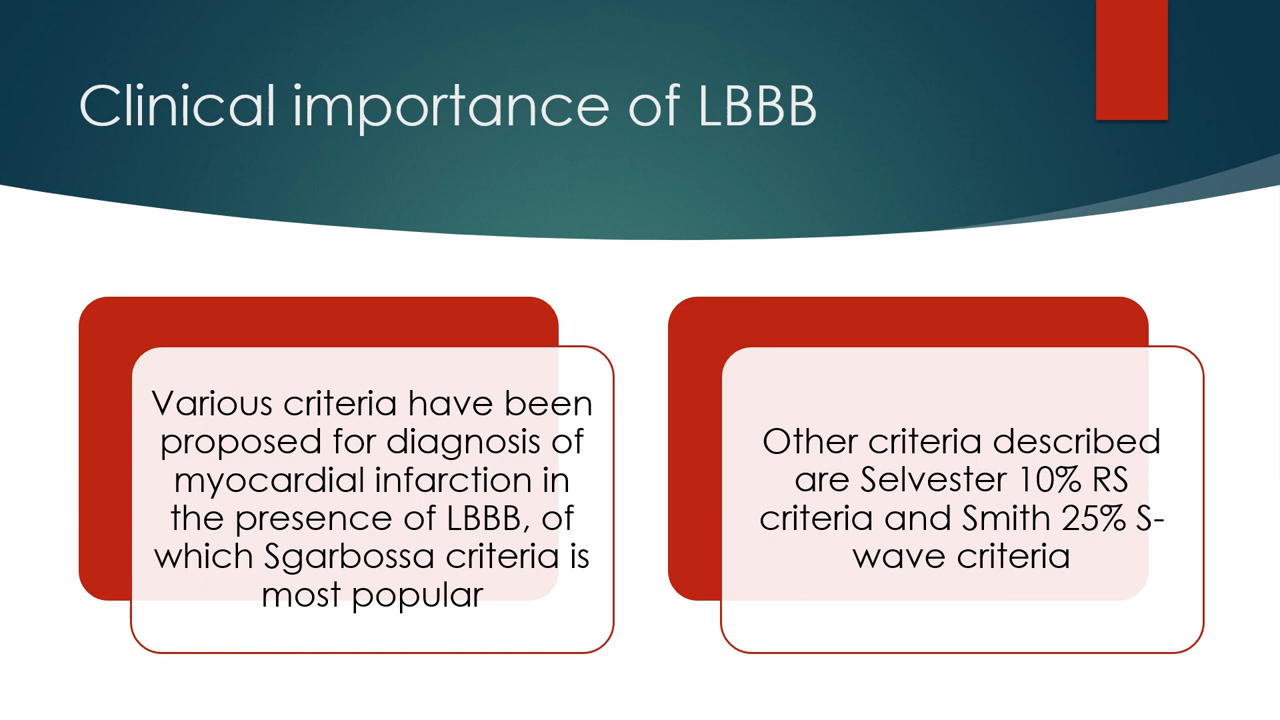 Clinical importance of LBBB
Various criteria have been
proposed for diagnosis of
myocardial infarction in
the presence of LBBB, of
which Sgarbossa criteria is
most popular
Other criteria described
are Selvester 10% RS
criteria and Smith 25% S-
wave criteria